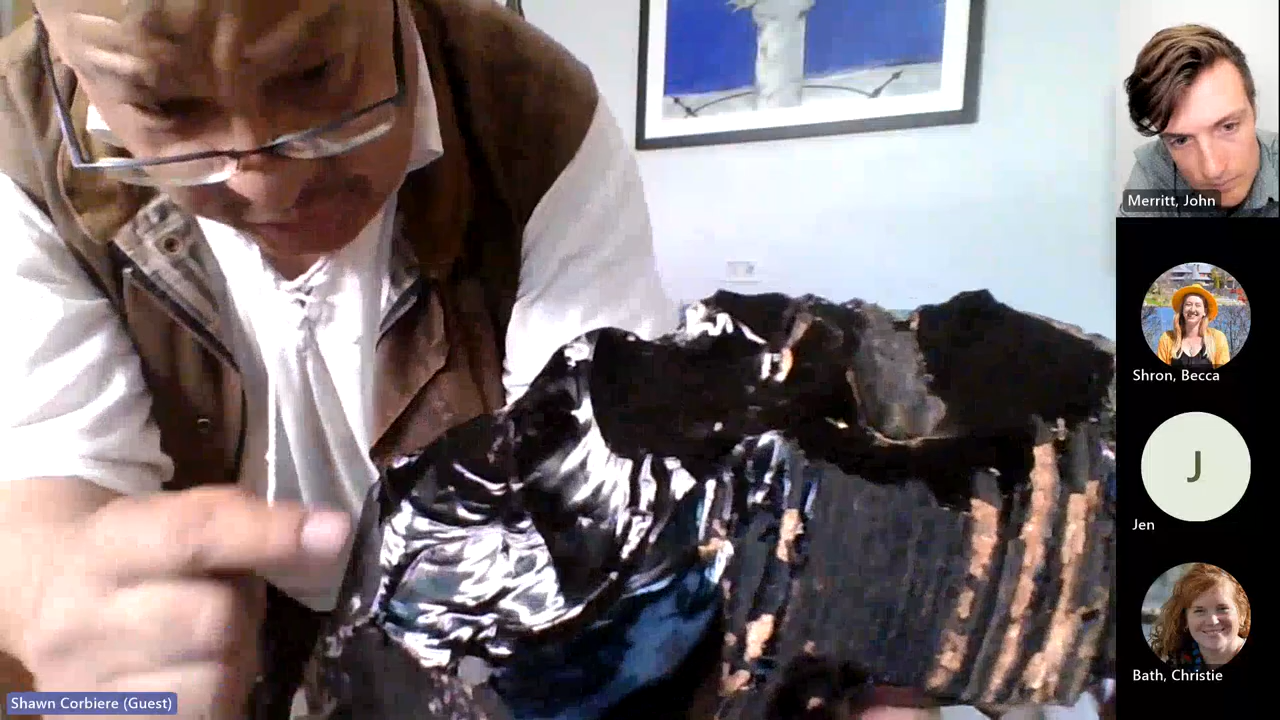 Merritt, John
Shron, Becca
J
Jen
Bath, Christie
Shawn Corbiere (Guest)